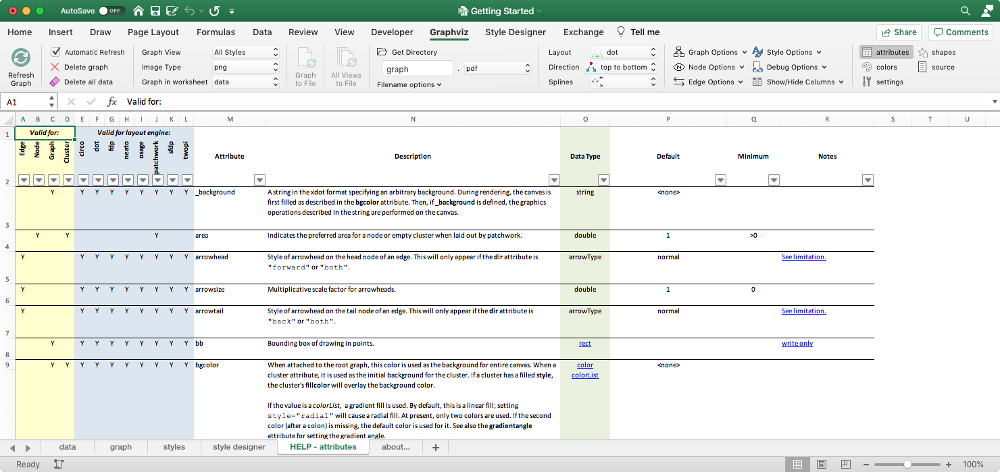 AutoSave OFF Getting Started
Home Insert Draw Page Layout Formulas Data Review View Developer Graphviz Style Designer Exchange Tell me Share Comments
Refresh Graph
Automatic Refresh
Delete graph
Delete all data
Graph View All Styles
Image Type png
Graph in worksheet data
Graph to File
All Views to File
Get Directory
graph . pdf
Filename options
Layout dot
Direction top to bottom
Splines
Graph Options
Node Options
Edge Options
Style Options
Debug Options
Show/Hide Columns
attributes
colors
settings
shapes
source
A1 fx Valid for:
A B C D E F G H I J K L M N O P Q R S T U
1 Valid for: Valid for layout engine:
2 Edge Node Graph Cluster circo dot fdp neato osage patchwork sfdp twopi Attribute Description Data Type Default Minimum Notes
Y Y Y Y Y Y Y Y Y _background A string in the xdot format specifying an arbitrary background. During rendering, the canvas is string <none>
first filled as described in the bgcolor attribute. Then, if _background is defined, the graphics
operations described in the string are performed on the canvas.
3
Y Y Y area Indicates the preferred area for a node or empty cluster when laid out by patchwork. double 1 >0
4
Y Y Y Y Y Y Y Y Y arrowhead Style of arrowhead on the head node of an edge. This will only appear if the dir attribute is arrowType normal See limitation.
"forward" or "both".
5
Y Y Y Y Y Y Y Y Y arrowsize Multiplicative scale factor for arrowheads. double 1 0
6
Y Y Y Y Y Y Y Y Y arrowtail Style of arrowhead on the tail node of an edge. This will only appear if the dir attribute is arrowType normal See limitation.
"back" or "both".
7
Y Y Y Y Y Y Y Y Y bb Bounding box of drawing in points. rect write only
8
9 Y Y Y Y Y Y Y Y Y Y bgcolor When attached to the root graph, this color is used as the background for entire canvas. When a color <none>
cluster attribute, it is used as the initial background for the cluster. If a cluster has a filled style, colorList
the cluster's fillcolor will overlay the background color.
If the value is a colorList, a gradient fill is used. By default, this is a linear fill; setting
style="radial" will cause a radial fill. At present, only two colors are used. If the second
color (after a colon) is missing, the default color is used for it. See also the gradientangle
attribute for setting the gradient angle.
data graph styles style designer HELP - attributes about... +
Ready 100%